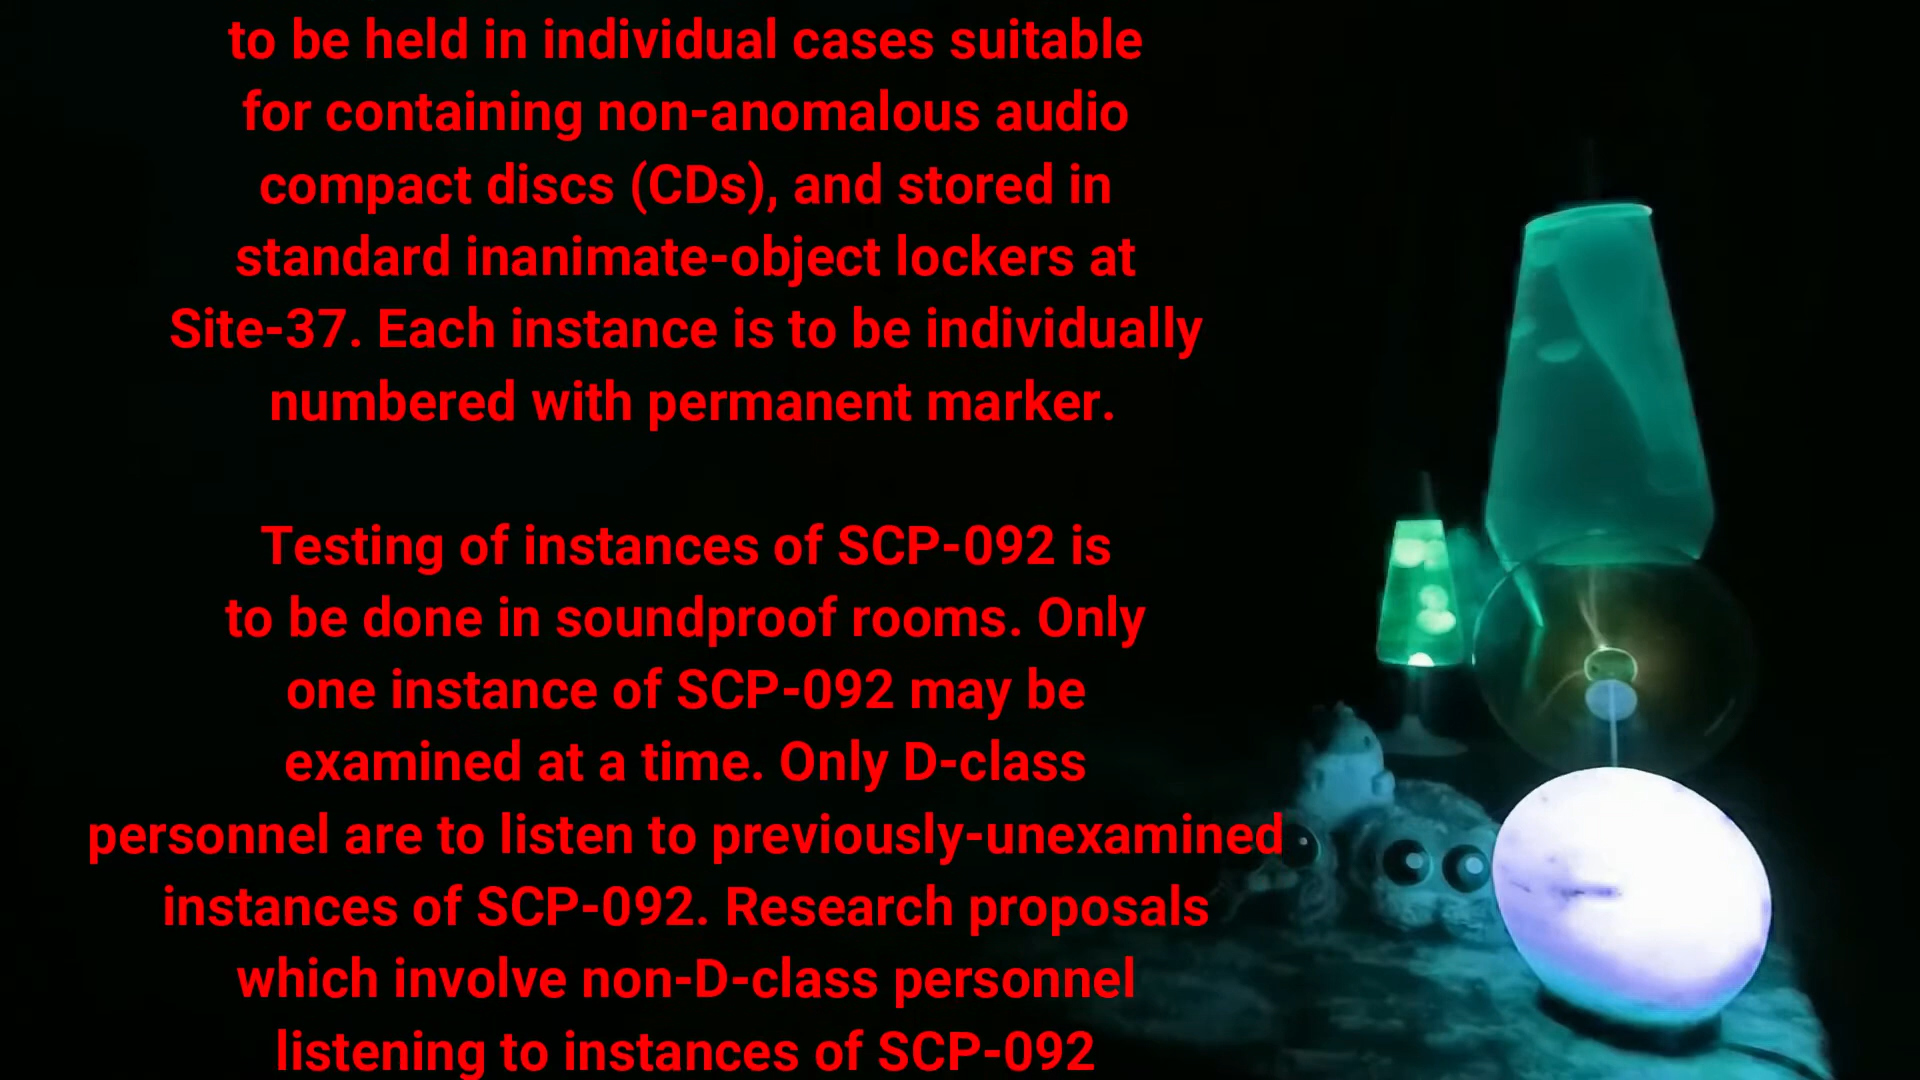 to be held in individual cases suitable
for containing non-anomalous audio
compact discs (CDs), and stored in
standard inanimate-object lockers at
Site-37. Each instance is to be individually
numbered with permanent marker.
Testing of instances of SCP-092 is
to be done in soundproof rooms. Only
one instance of SCP-092 may be
examined at a time. Only D-class
personnel are to listen to previously-unexamined
instances of SCP-092. Research proposals
which involve non-D-class personnel
listening to instances of SCP-092